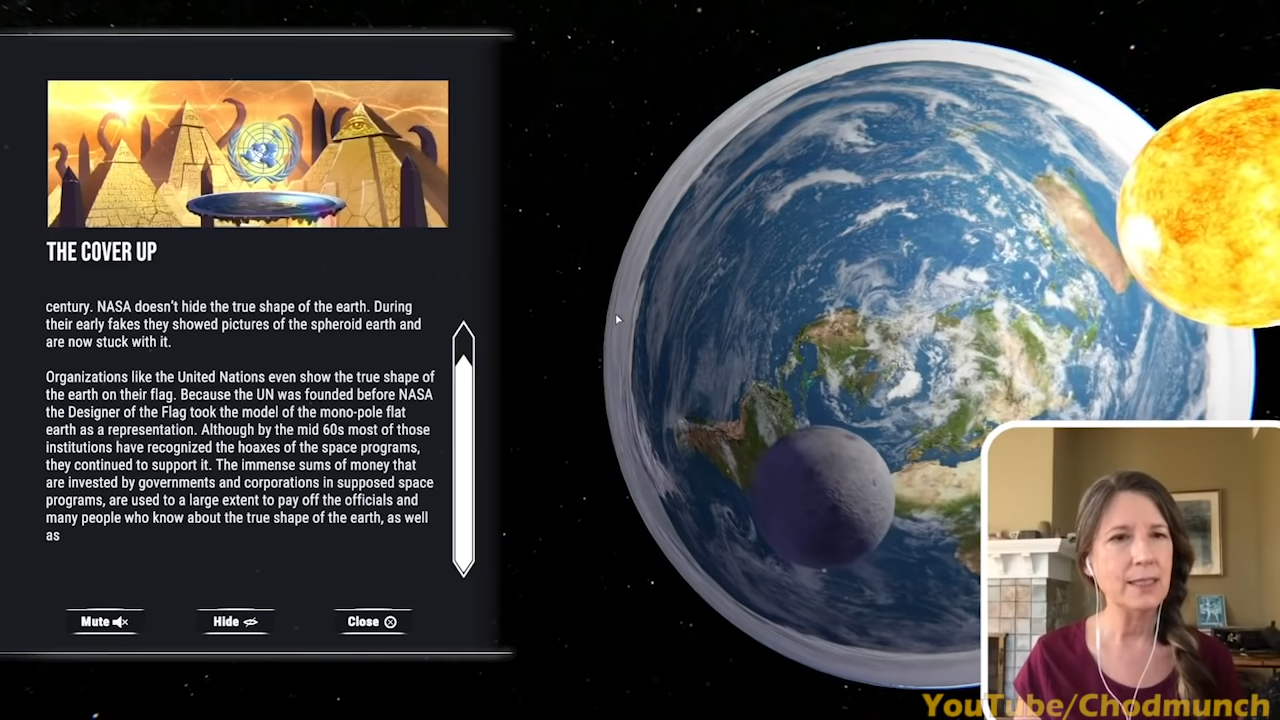 THE COVER UP
century. NASA doesn't hide the true shape of the earth. During
their early fakes they showed pictures of the spheroid earth and
are now stuck with it.
Organizations like the United Nations even show the true shape of
the earth on their flag. Because the UN was founded before NASA
the Designer of the Flag took the model of the mono-pole flat
earth as a representation. Although by the mid 60s most of those
institutions have recognized the hoaxes of the space programs,
they continued to support it. The immense sums of money that
are invested by governments and corporations in supposed space
programs, are used to a large extent to pay off the officials and
many people who know about the true shape of the earth, as well
as
Mute
Hide
Close
YouTube/Chodmunch